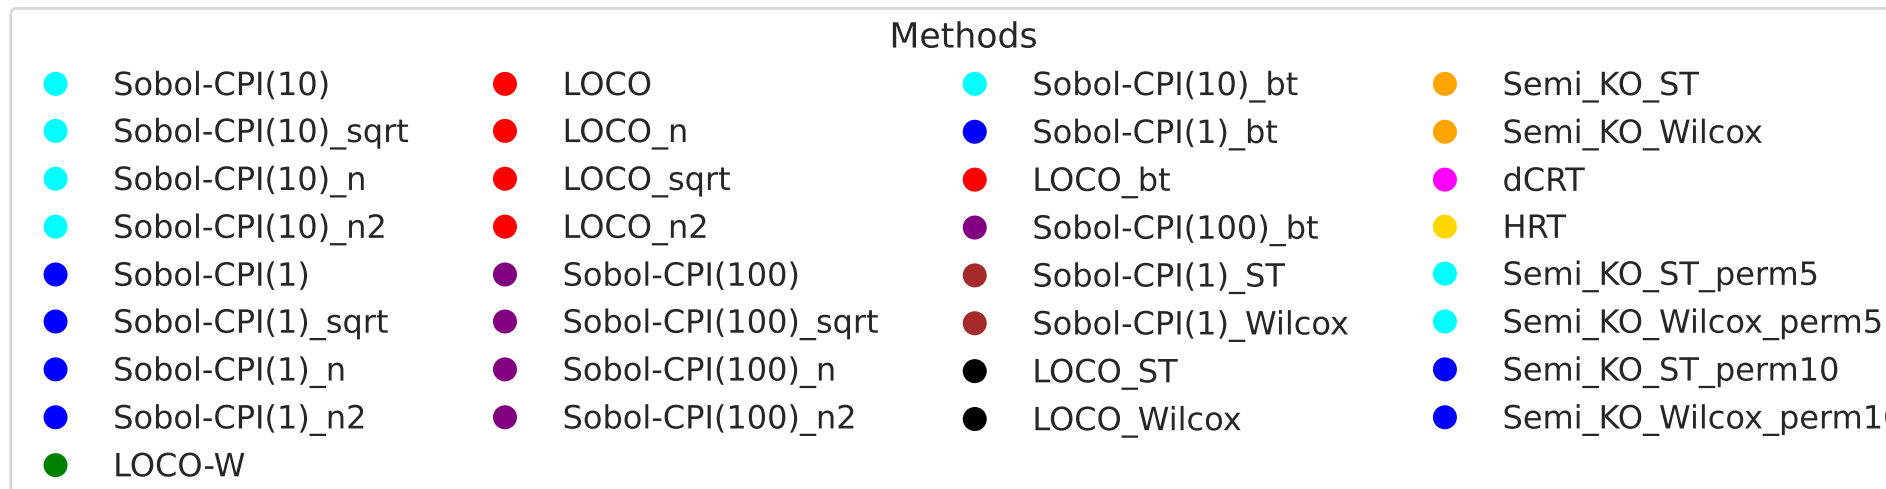 Methods
Sobol-CPI(10)
Sobol-CPI(10)_sqrt
Sobol-CPI(10)_n
Sobol-CPI(10)_n2
Sobol-CPI(1)
Sobol-CPI(1)_sqrt
Sobol-CPI(1)_n
Sobol-CPI(1)_n2
LOCO-W
LOCO
LOCO_n
LOCO_sqrt
LOCO_n2
Sobol-CPI(100)
Sobol-CPI(100)_sqrt
Sobol-CPI(100)_n
Sobol-CPI(100)_n2
Sobol-CPI(10)_bt
Sobol-CPI(1)_bt
LOCO_bt
Sobol-CPI(100)_bt
Sobol-CPI(1)_ST
Sobol-CPI(1)_Wilcox
LOCO_ST
LOCO_Wilcox
Semi_KO_ST
Semi_KO_Wilcox
dCRT
HRT
Semi_KO_ST_perm5
Semi_KO_Wilcox_perm5
Semi_KO_ST_perm10
Semi_KO_Wilcox_perm10